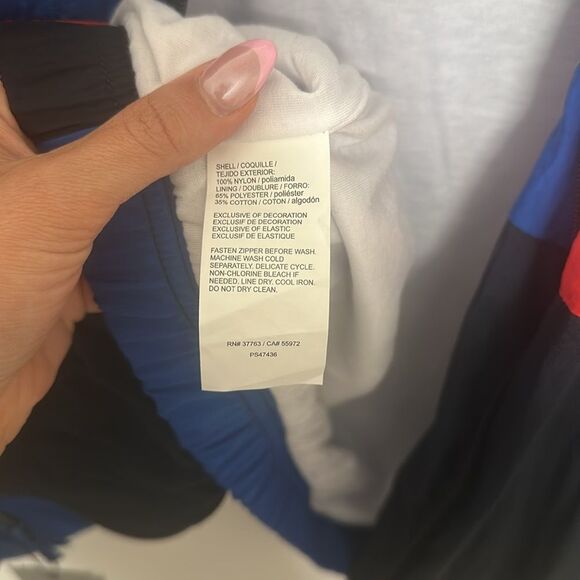 SHELL / COQUILLE /
TEJIDO EXTERIOR:
100% NYLON / poliamida
LINING / DOUBLURE / FORRO:
65% POLYESTER / poliéster
35% COTTON / COTON / algodón
EXCLUSIVE OF DECORATION
EXCLUSIF DE DECORATION
EXCLUSIVE OF ELASTIC
EXCLUSIF DE ELASTIQUE
FASTEN ZIPPER BEFORE WASH.
MACHINE WASH COLD
SEPARATELY. DELICATE CYCLE.
NON-CHLORINE BLEACH IF
NEEDED. LINE DRY. COOL IRON.
DO NOT DRY CLEAN.
RN# 37763 / CA# 55972
PS47436